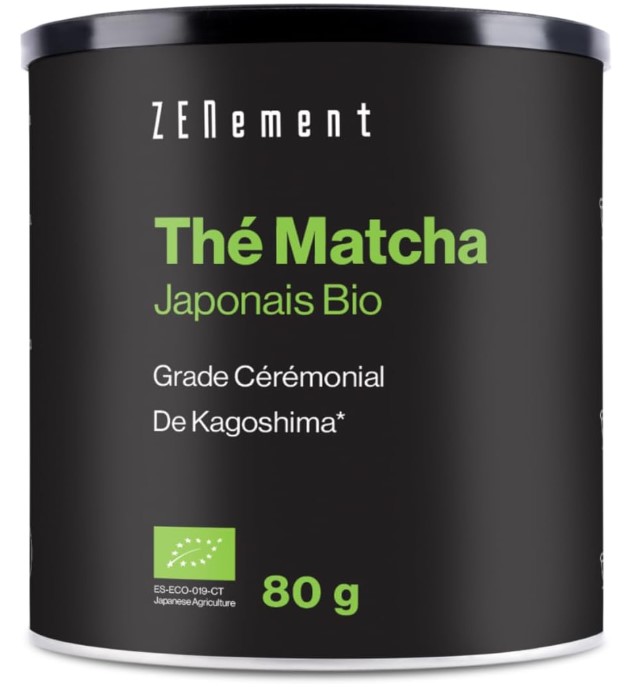 ZENement
Thé Matcha
Japonais Bio
Grade Cérémonial
De Kagoshima*
ES-ECO-019-CT
Japanese Agriculture
80 g